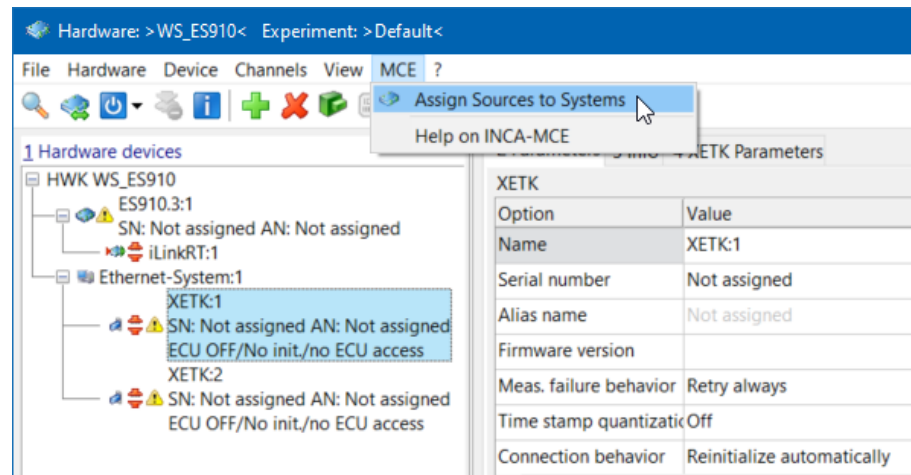 Hardware: >WS_ES910<   Experiment: >Default<
File   Hardware   Device   Channels   View   MCE   ?
Assign Sources to Systems
Help on INCA-MCE
1 Hardware devices
XETK Parameters
HWK WS_ES910
ES910.3:1
SN: Not assigned AN: Not assigned
iLinkRT:1
Ethernet-System:1
XETK:1
SN: Not assigned AN: Not assigned
ECU OFF/No init./no ECU access
XETK:2
SN: Not assigned AN: Not assigned
ECU OFF/No init./no ECU access
XETK
Option   Value
Name   XETK:1
Serial number   Not assigned
Alias name   Not assigned
Firmware version
Meas. failure behavior   Retry always
Time stamp quantizatic Off
Connection behavior   Reinitialize automatically